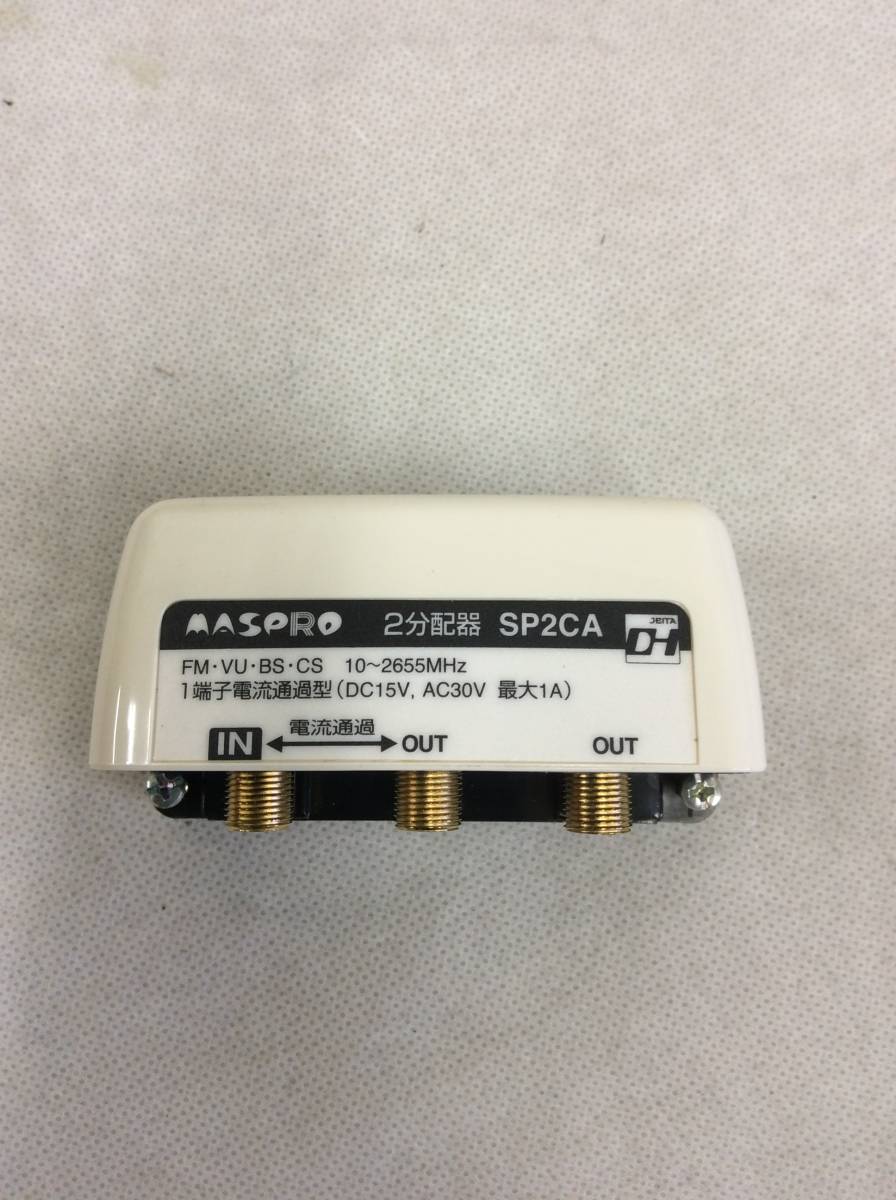 MASPRO 2分配器 SP2CA JEITA DH
FM・VU・BS・CS 10~2655MHz
1端子電流通過型(DC15V, AC30V 最大1A)
電流通過
IN OUT OUT